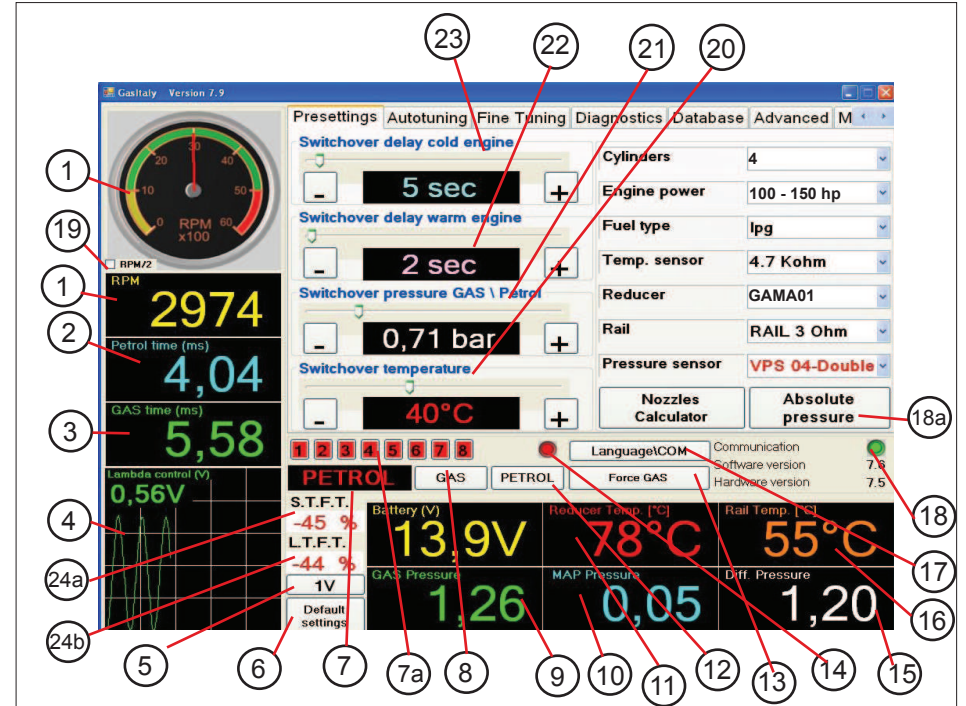 23
22
21
20
GasItaly Version 7.9
Presettings Autotuning Fine Tuning Diagnostics Database Advanced M
Switchover delay cold engine
- 5 sec +
Switchover delay warm engine
- 2 sec +
Switchover pressure GAS \ Petrol
- 0,71 bar +
Switchover temperature
- 40°C +
Cylinders 4
Engine power 100 - 150 hp
Fuel type lpg
Temp. sensor 4.7 Kohm
Reducer GAMA01
Rail RAIL 3 Ohm
Pressure sensor VPS 04-Double
Nozzles
Calculator
Absolute
pressure
18a
1
0 10 20 30 40 50 60
RPM
x100
19
RPM/2
1
RPM
2974
2
Petrol time (ms)
4,04
3
GAS time (ms)
5,58
4
Lambda control (V)
0,56V
1 2 3 4 5 6 7 8
Language\COM
Communication
Software version 7.6
Hardware version 7.5
PETROL GAS PETROL Force GAS
18
S.T.F.T.
-45 %
L.T.F.T.
-44 %
1V
Default
settings
Battery (V)
13,9V
Reducer Temp. [°C]
78°C
Rail Temp. [°C]
55°C
GAS Pressure
1,26
MAP Pressure
0,05
Diff. Pressure
1,20
17
16
24a
24b
5
6
7
7a
8
9
10
11
12
13
14
15